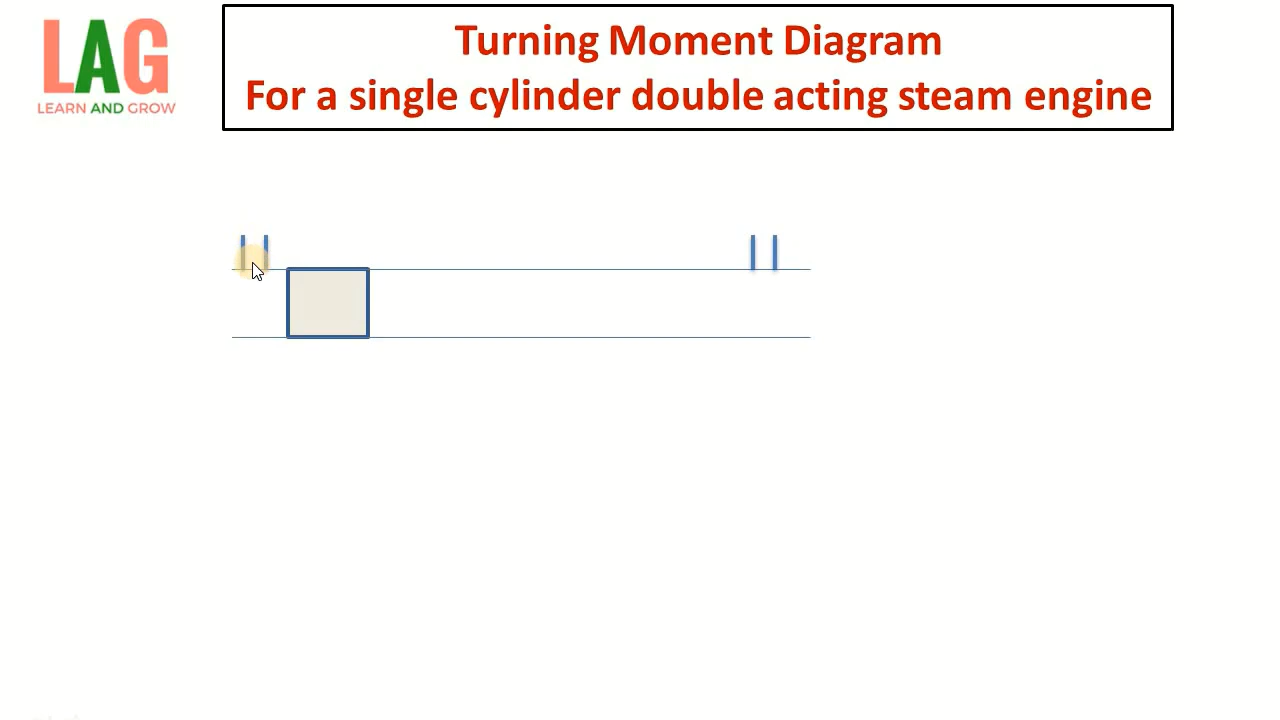 LAG
LEARN AND GROW
Turning Moment Diagram
For a single cylinder double acting steam engine